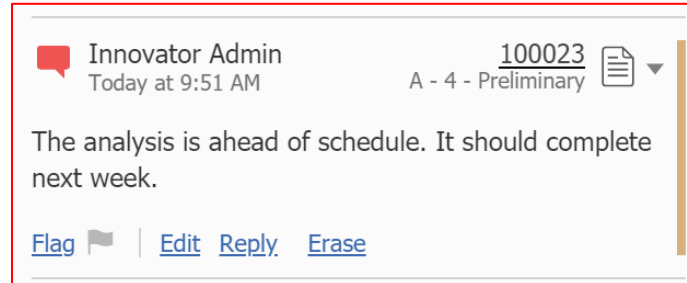 Innovator Admin 100023
Today at 9:51 AM A - 4 - Preliminary
The analysis is ahead of schedule. It should complete
next week.
Flag Edit Reply Erase